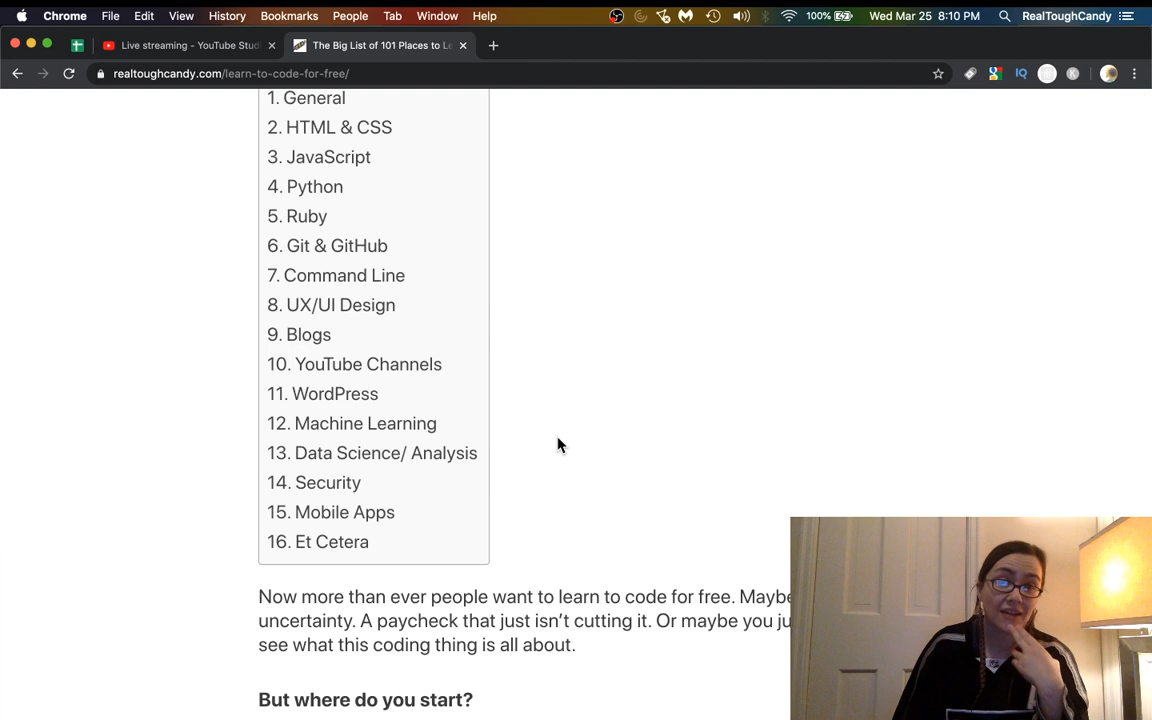 Chrome File Edit View History Bookmarks People Tab Window Help 100% Wed Mar 25 8:10 PM RealToughCandy
Live streaming - YouTube Stud The Big List of 101 Places to Le
realtoughcandy.com/learn-to-code-for-free/ IQ K
1. General
2. HTML & CSS
3. JavaScript
4. Python
5. Ruby
6. Git & GitHub
7. Command Line
8. UX/UI Design
9. Blogs
10. YouTube Channels
11. WordPress
12. Machine Learning
13. Data Science/ Analysis
14. Security
15. Mobile Apps
16. Et Cetera
Now more than ever people want to learn to code for free. Maybe
uncertainty. A paycheck that just isn't cutting it. Or maybe you ju
see what this coding thing is all about.
But where do you start?